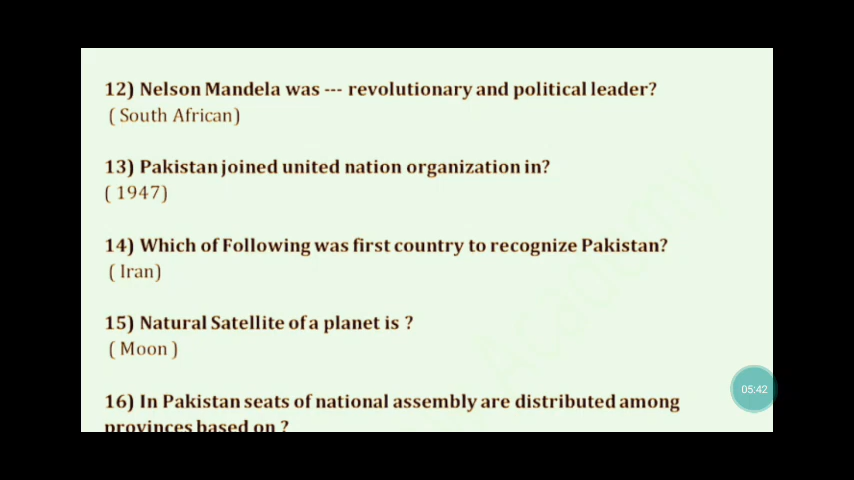 12) Nelson Mandela was --- revolutionary and political leader?
( South African)
13) Pakistan joined united nation organization in?
( 1947)
14) Which of Following was first country to recognize Pakistan?
( Iran)
15) Natural Satellite of a planet is ?
( Moon )
16) In Pakistan seats of national assembly are distributed among
provinces based on ?
Academy
05:42